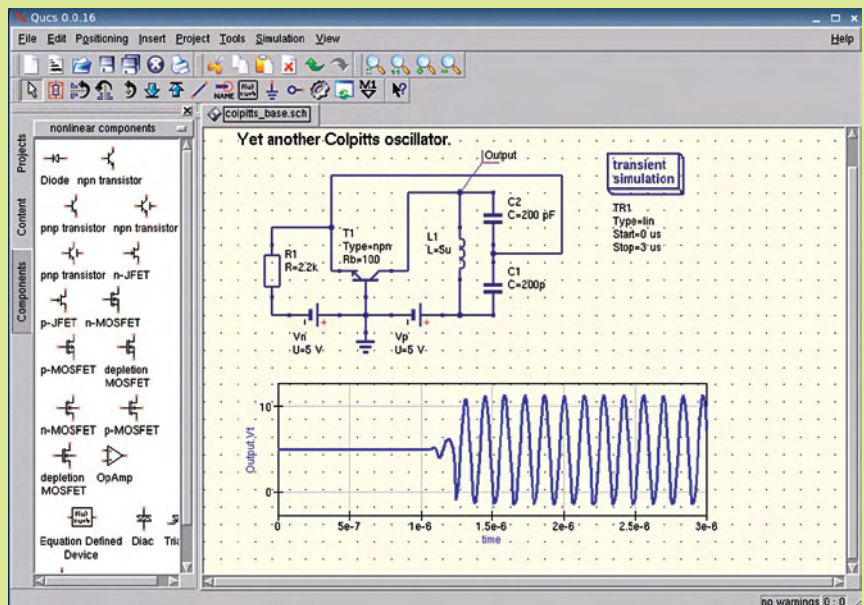 Qucs 0.0.16
File Edit Positioning Insert Project Tools Simulation View Help
NAME
M1
colpitts_base.sch
Projects
Content
Components
nonlinear components
Diode npn transistor
pnp transistor npn transistor
pnp transistor n-JFET
p-JFET n-MOSFET
p-MOSFET depletion
MOSFET
n-MOSFET p-MOSFET
depletion OpAmp
MOSFET
Equation Defined Diac
Device
Yet another Colpitts oscillator.
Output
transient
simulation
TR1
Type=lin
Start=0 us
Stop=3 us
C2
C=200 pF
T1
Type=npn
Rb=100
L1
L=5u
R1
R=2.2k
C1
C=200p
Vn
U=5 V
Vp
U=5 V
10
0
Output.Vt
0 5e-7 1e-6 1.5e-6 2e-6 2.5e-6 3e-6
time
no warnings 0 : 0